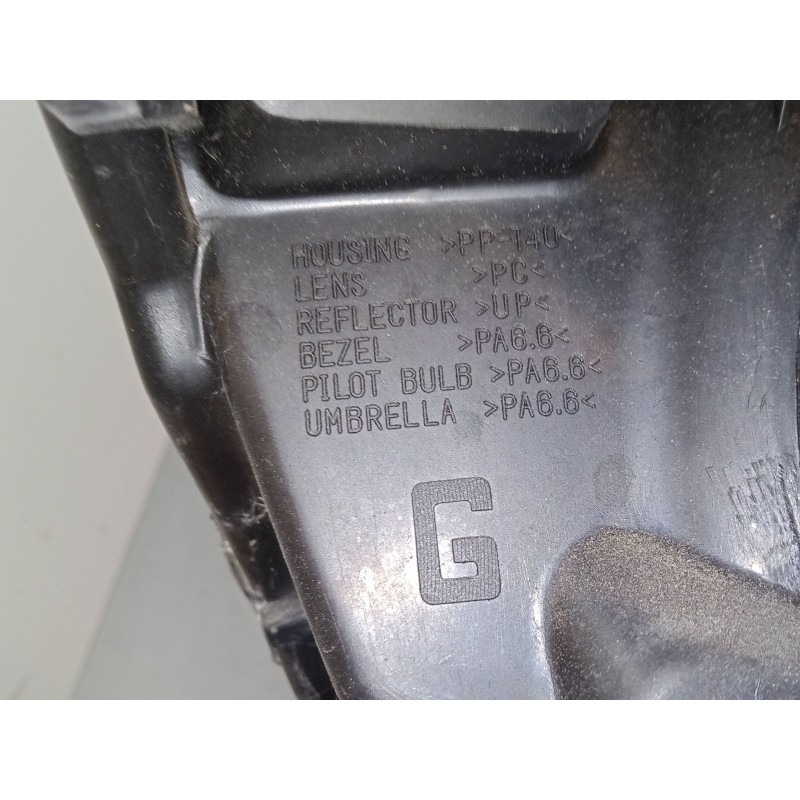 HOUSING >PP-T40<
LENS >PC<
REFLECTOR >UP<
BEZEL >PA6.6<
PILOT BULB >PA6.6<
UMBRELLA >PA6.6<
G